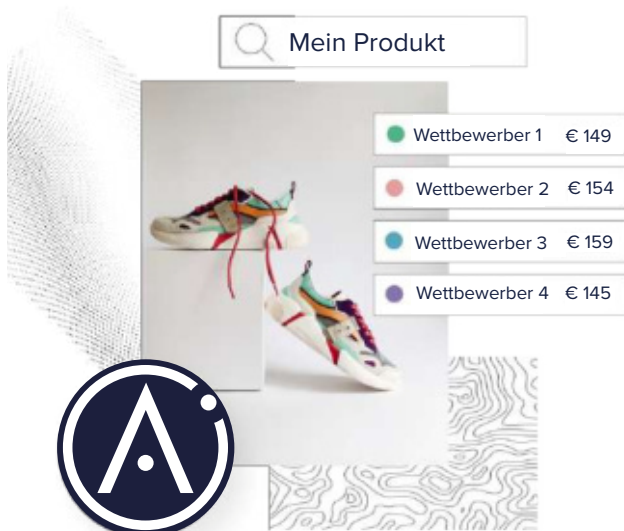 Mein Produkt
Wettbewerber 1 € 149
Wettbewerber 2 € 154
Wettbewerber 3 € 159
Wettbewerber 4 € 145